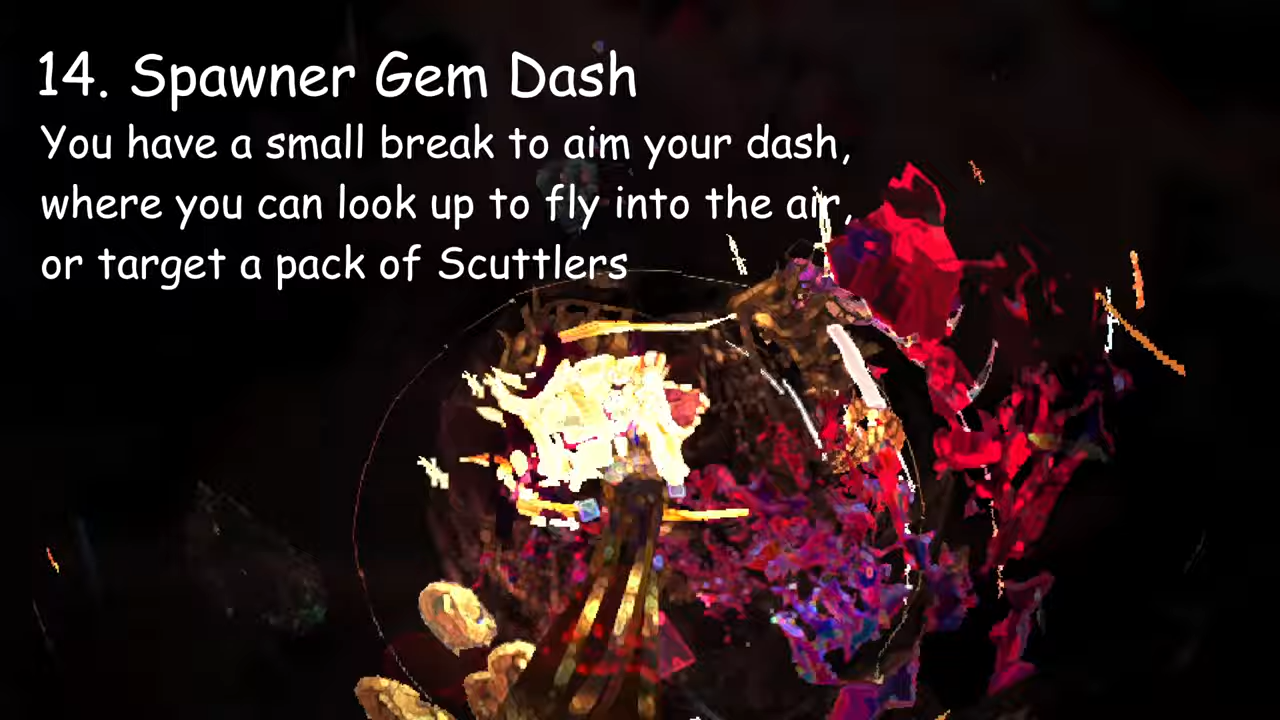 14. Spawner Gem Dash
You have a small break to aim your dash,
where you can look up to fly into the air,
or target a pack of Scuttlers